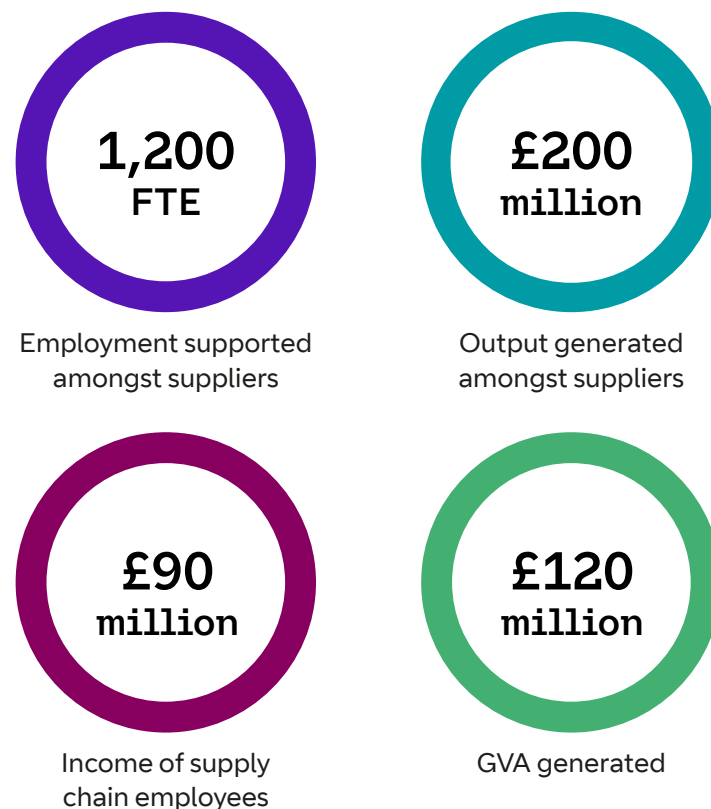 1,200
FTE
Employment supported
amongst suppliers
£200
million
Output generated
amongst suppliers
£90
million
Income of supply
chain employees
£120
million
GVA generated